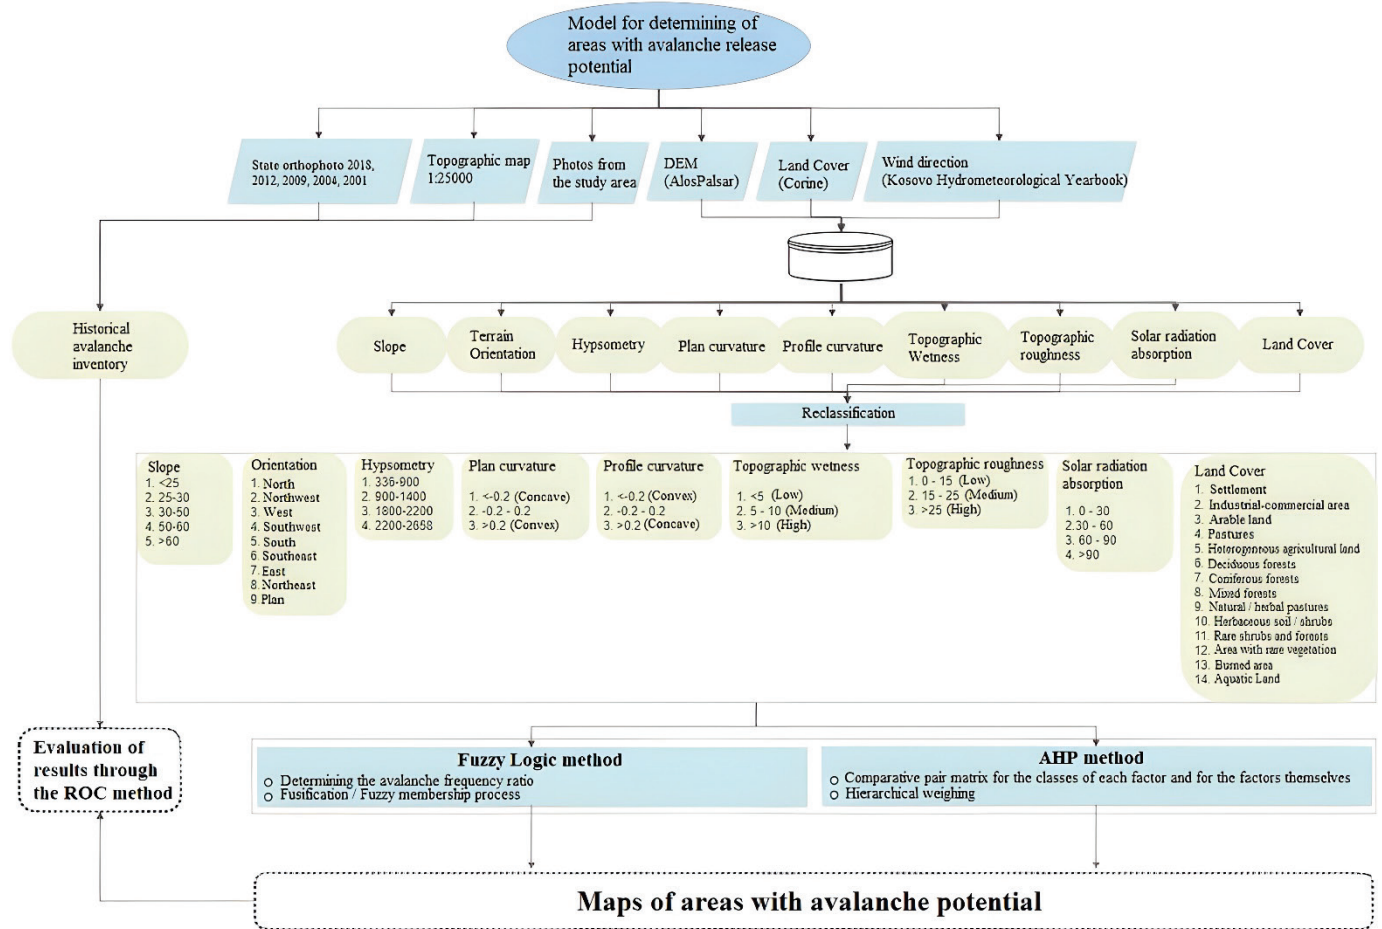 Model for determining of
areas with avalanche release
potential
State orthophoto 2018,
2012, 2009, 2004, 2001
Topographic map
1:25000
Photos from
the study area
DEM
(AlosPalsar)
Land Cover
(Corine)
Wind direction
(Kosovo Hydrometeorological Yearbook)
Historical
avalanche
inventory
Slope
Terrain
Orientation
Hypsometry
Plan curvature
Profile curvature
Topographic
Wetness
Topographic
roughness
Solar radiation
absorption
Land Cover
Reclassification
Slope
1. <25
2. 25-30
3. 30-50
4. 50-60
5. >60
Orientation
1. North
2. Northwest
3. West
4. Southwest
5. South
6. Southeast
7. East
8. Northeast
9 Plan
Hypsometry
1. 336-900
2. 900-1400
3. 1800-2200
4. 2200-2658
Plan curvature
1. <-0.2 (Concave)
2. -0.2 - 0.2
3. >0.2 (Convex)
Profile curvature
1. <-0.2 (Convex)
2. -0.2 - 0.2
3. >0.2 (Concave)
Topographic wetness
1. <5 (Low)
2. 5 - 10 (Medium)
3. >10 (High)
Topographic roughness
1. 0 - 15 (Low)
2. 15 - 25 (Medium)
3. >25 (High)
Solar radiation
absorption
1. 0 - 30
2.30 - 60
3. 60 - 90
4. >90
Land Cover
1. Settlement
2. Industrial-commercial area
3. Arable land
4. Pastures
5. Heterogeneous agricultural land
6. Deciduous forests
7. Coniferous forests
8. Mixed forests
9. Natural / herbal pastures
10. Herbaceous soil / shrubs
11. Rare shrubs and forests
12. Area with rare vegetation
13. Burned area
14. Aquatic Land
Evaluation of
results through
the ROC method
Fuzzy Logic method
Determining the avalanche frequency ratio
Fusification / Fuzzy membership process
AHP method
Comparative pair matrix for the classes of each factor and for the factors themselves
Hierarchical weighing
Maps of areas with avalanche potential